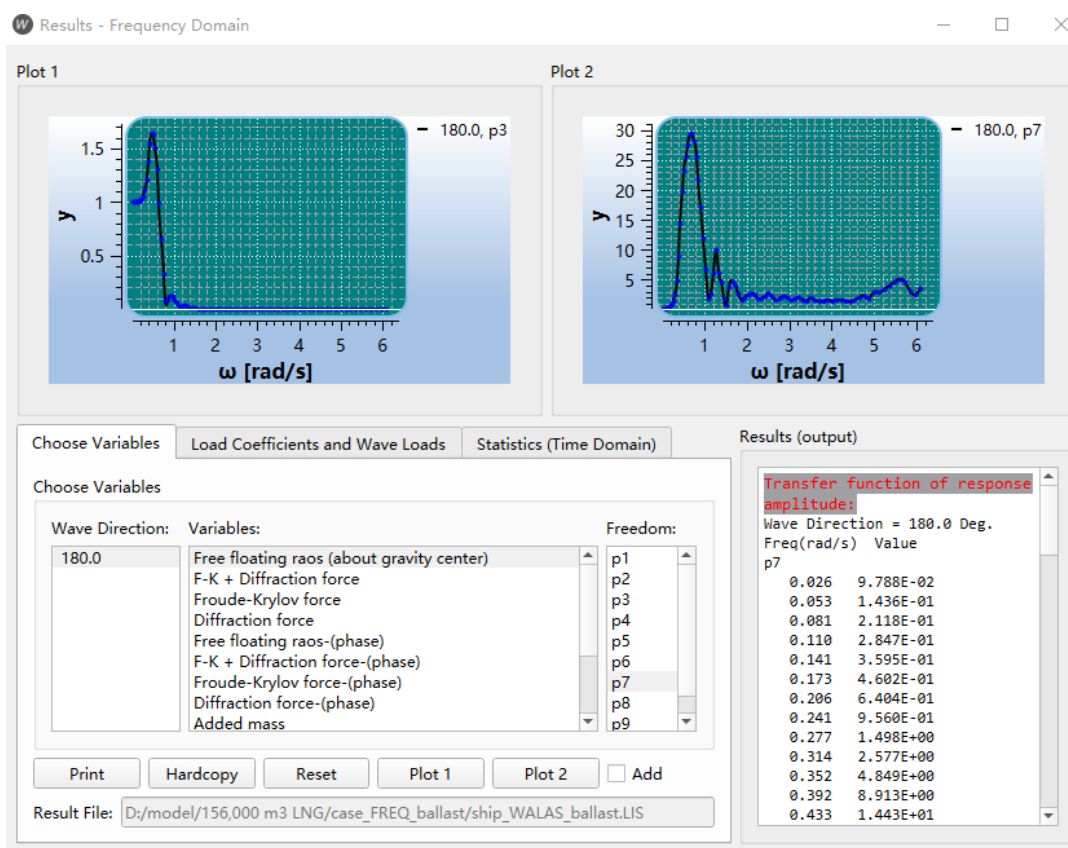 W Results - Frequency Domain
Plot 1
Plot 2
180.0, p3
1.5
1
0.5
y
1 2 3 4 5 6
ω [rad/s]
180.0, p7
30
25
20
15
10
5
y
1 2 3 4 5 6
ω [rad/s]
Choose Variables
Load Coefficients and Wave Loads
Statistics (Time Domain)
Choose Variables
Wave Direction:
180.0
Variables:
Free floating raos (about gravity center)
F-K + Diffraction force
Froude-Krylov force
Diffraction force
Free floating raos-(phase)
F-K + Diffraction force-(phase)
Froude-Krylov force-(phase)
Diffraction force-(phase)
Added mass
Freedom:
p1
p2
p3
p4
p5
p6
p7
p8
p9
Print
Hardcopy
Reset
Plot 1
Plot 2
Add
Result File: D:/model/156,000 m3 LNG/case_FREQ_ballast/ship_WALAS_ballast.LIS
Results (output)
Transfer function of response
amplitude:
Wave Direction = 180.0 Deg.
Freq(rad/s) Value
p7
0.026 9.788E-02
0.053 1.436E-01
0.081 2.118E-01
0.110 2.847E-01
0.141 3.595E-01
0.173 4.602E-01
0.206 6.404E-01
0.241 9.560E-01
0.277 1.498E+00
0.314 2.577E+00
0.352 4.849E+00
0.392 8.913E+00
0.433 1.443E+01